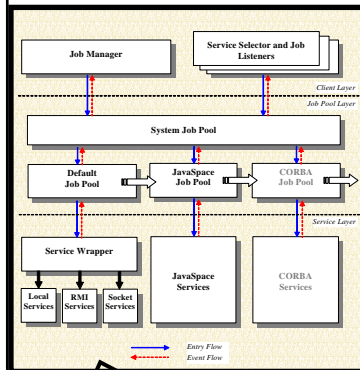 Job Manager
Service Selector and Job
Listeners
Client Layer
Job Pool Layer
System Job Pool
Default
Job Pool
JavaSpace
Job Pool
CORBA
Job Pool
Service Layer
Service Wrapper
JavaSpace
Services
CORBA
Services
Local
Services
RMI
Services
Socket
Services
Entry Flow
Event Flow